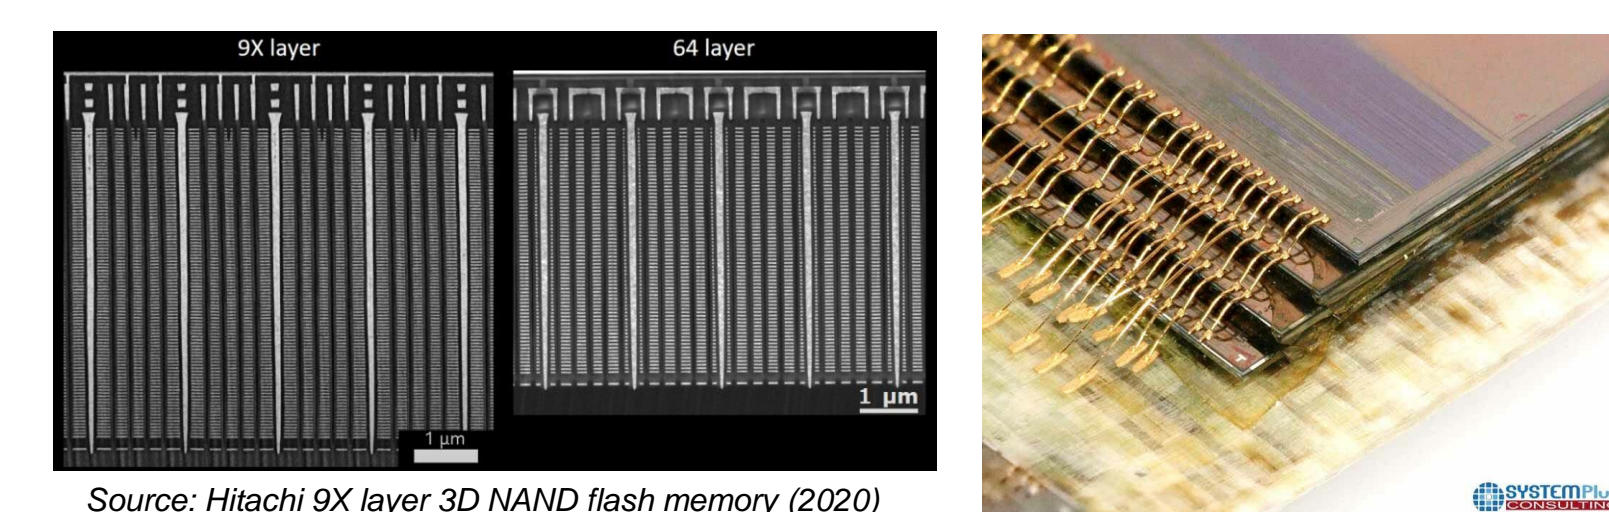 9X layer
64 layer
1 µm
1 µm
Source: Hitachi 9X layer 3D NAND flash memory (2020)
SYSTEMPlu
CONSULTING